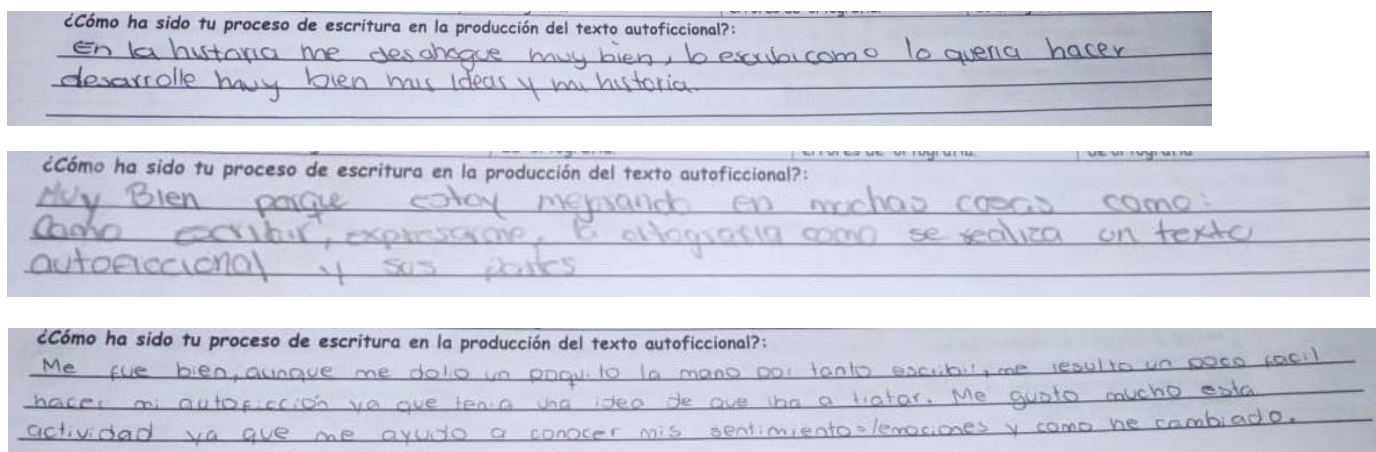 ¿Cómo ha sido tu proceso de escritura en la producción del texto autoficcional?:
En la historia me desahogue muy bien, lo escribi como lo queria hacer
desarrolle muy bien mis ideas y mi historia.
¿Cómo ha sido tu proceso de escritura en la producción del texto autoficcional?:
Muy Bien porque estoy mejorando en muchas cosas como:
Como escribir, expresarme, la ortografia como se realiza un texto
autoficcional y sus partes
¿Cómo ha sido tu proceso de escritura en la producción del texto autoficcional?:
Me fue bien, aunque me dolio un poquito la mano por tanto escribir, me resulto un poco facil
hacer mi autoficción ya que tenia una idea de que iba a tratar. Me gusto mucho esta
actividad ya que me ayudo a conocer mis sentimientos/emociones y como he cambiado.